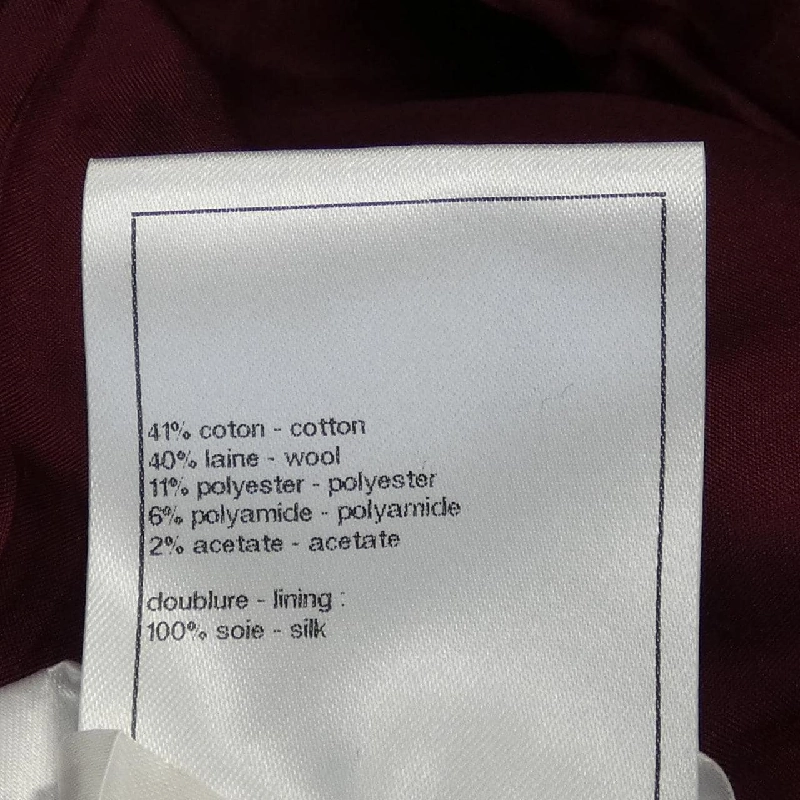 41% coton - cotton
40% laine - wool
11% polyester - polyester
6% polyamide - polyamide
2% acetate - acetate
doublure - lining :
100% soie - silk